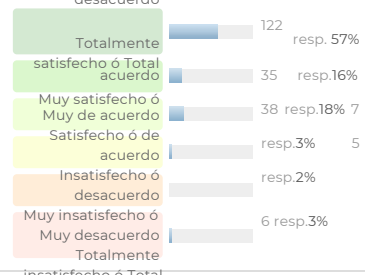 desacuerdo
Totalmente 122 resp. 57%
satisfecho ó Total
acuerdo 35 resp.16%
Muy satisfecho ó
Muy de acuerdo 38 resp.18% 7
Satisfecho ó de resp.3% 5
acuerdo
Insatisfecho ó resp.2%
desacuerdo
Muy insatisfecho ó 6 resp.3%
Muy desacuerdo
Totalmente
insatisfecho ó Total